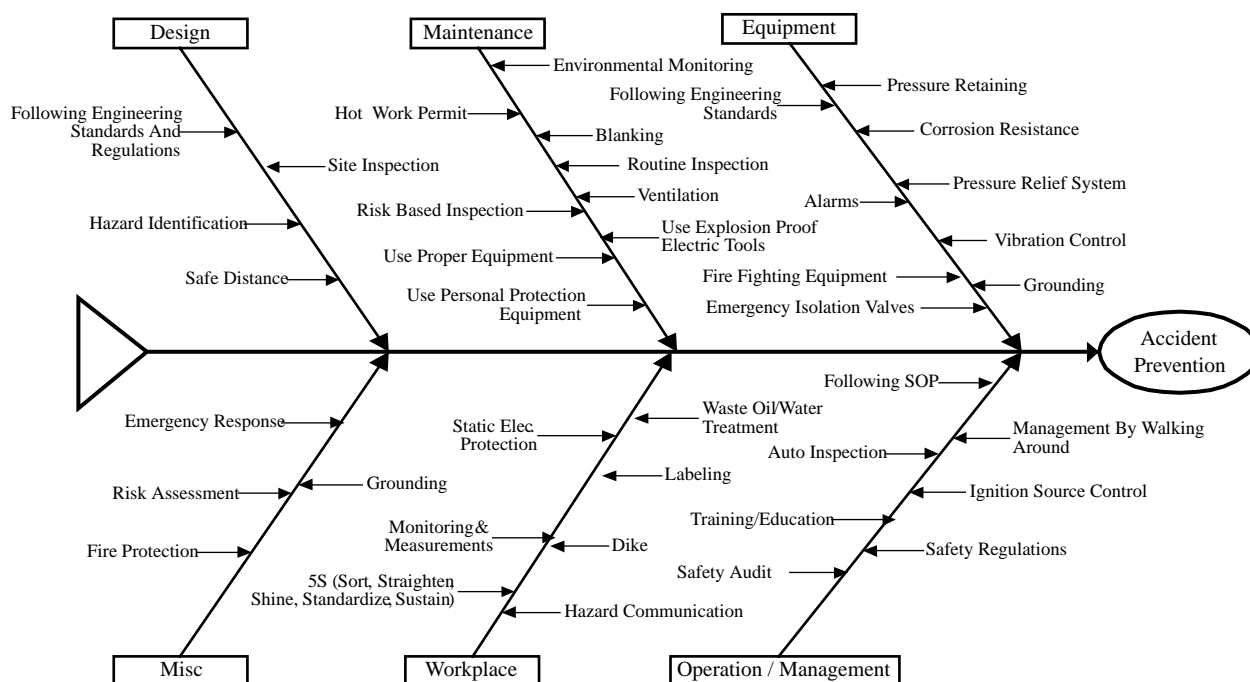 Design
Maintenance
Equipment
Following Engineering
Standards And
Regulations
Site Inspection
Hazard Identification
Safe Distance
Environmental Monitoring
Hot Work Permit
Blanking
Routine Inspection
Ventilation
Risk Based Inspection
Use Explosion Proof
Electric Tools
Use Proper Equipment
Use Personal Protection
Equipment
Pressure Retaining
Following Engineering
Standards
Corrosion Resistance
Pressure Relief System
Alarms
Vibration Control
Fire Fighting Equipment
Grounding
Emergency Isolation Valves
Accident
Prevention
Emergency Response
Grounding
Risk Assessment
Fire Protection
Waste Oil/Water
Treatment
Static Elec.
Protection
Labeling
Monitoring &
Measurements
Dike
5S (Sort, Straighten,
Shine, Standardize, Sustain)
Hazard Communication
Following SOP
Management By Walking
Around
Auto Inspection
Ignition Source Control
Training/Education
Safety Regulations
Safety Audit
Misc
Workplace
Operation / Management